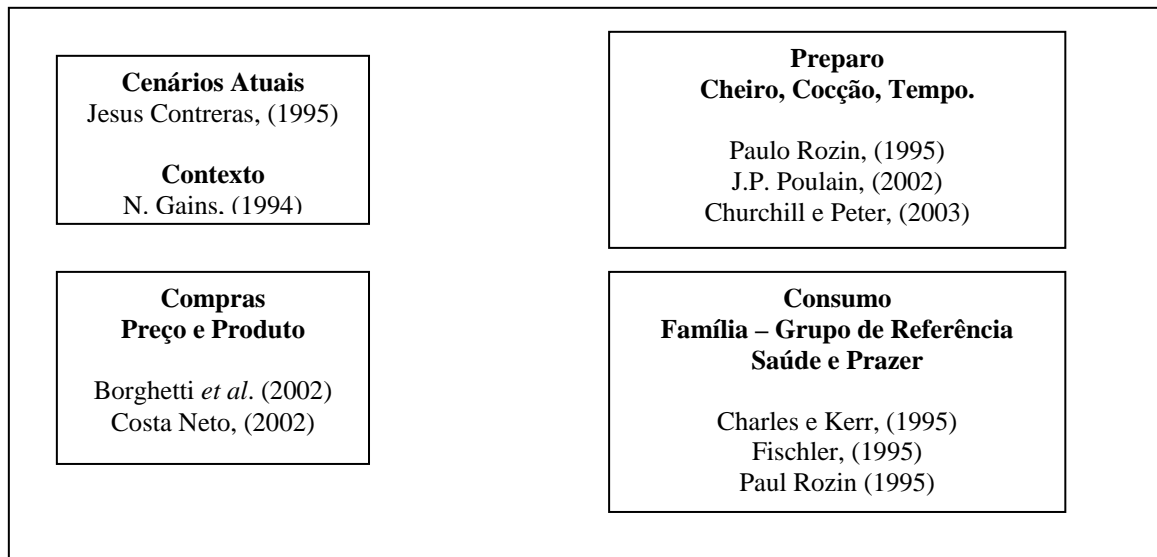 Cenários Atuais
Jesus Contreras, (1995)
Contexto
N. Gains, (1994)
Preparo
Cheiro, Cocção, Tempo.
Paulo Rozin, (1995)
J.P. Poulain, (2002)
Churchill e Peter, (2003)
Compras
Preço e Produto
Borghetti et al. (2002)
Costa Neto, (2002)
Consumo
Família – Grupo de Referência
Saúde e Prazer
Charles e Kerr, (1995)
Fischler, (1995)
Paul Rozin (1995)